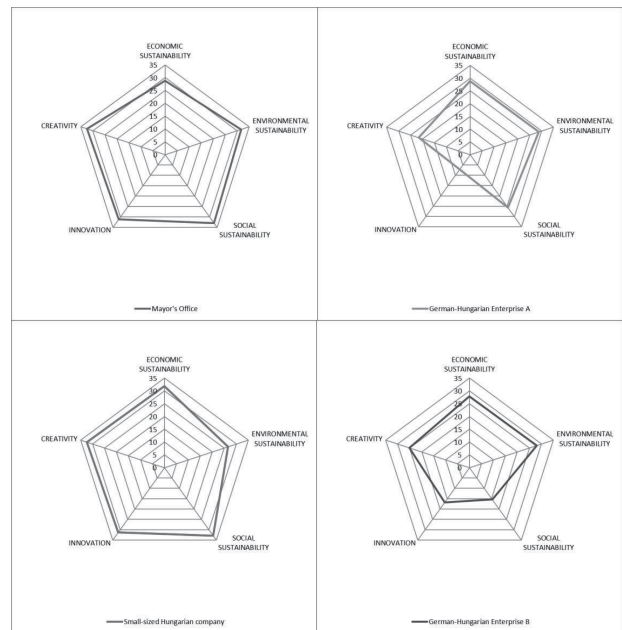 ECONOMIC
SUSTAINABILITY
35
30
25
20
15
10
5
0
ENVIRONMENTAL
SUSTAINABILITY
SOCIAL
SUSTAINABILITY
INNOVATION
CREATIVITY
Mayor's Office
ECONOMIC
SUSTAINABILITY
35
30
25
20
15
10
5
0
ENVIRONMENTAL
SUSTAINABILITY
SOCIAL
SUSTAINABILITY
INNOVATION
CREATIVITY
German-Hungarian Enterprise A
ECONOMIC
SUSTAINABILITY
35
30
25
20
15
10
5
0
ENVIRONMENTAL
SUSTAINABILITY
SOCIAL
SUSTAINABILITY
INNOVATION
CREATIVITY
Small-sized Hungarian company
ECONOMIC
SUSTAINABILITY
35
30
25
20
15
10
5
0
ENVIRONMENTAL
SUSTAINABILITY
SOCIAL
SUSTAINABILITY
INNOVATION
CREATIVITY
German-Hungarian Enterprise B